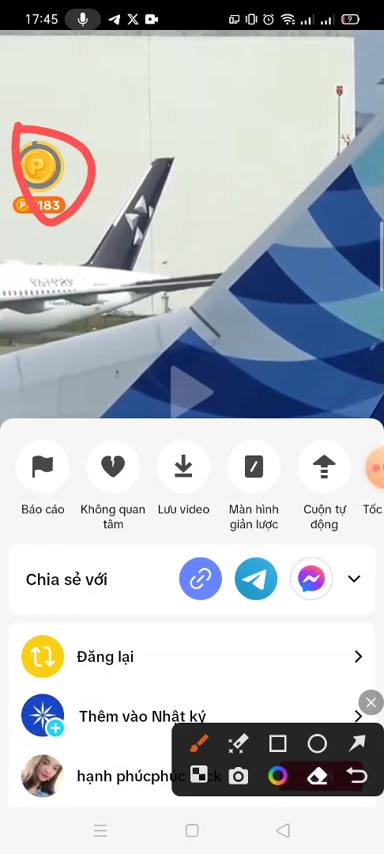 17:45
P
183
Báo cáo
Không quan
tâm
Lưu video
Màn hình
giản lược
Cuộn tự
động
Tốc
Chia sẻ với
Đăng lại
Thêm vào Nhật ký
hạnh phúcphúc